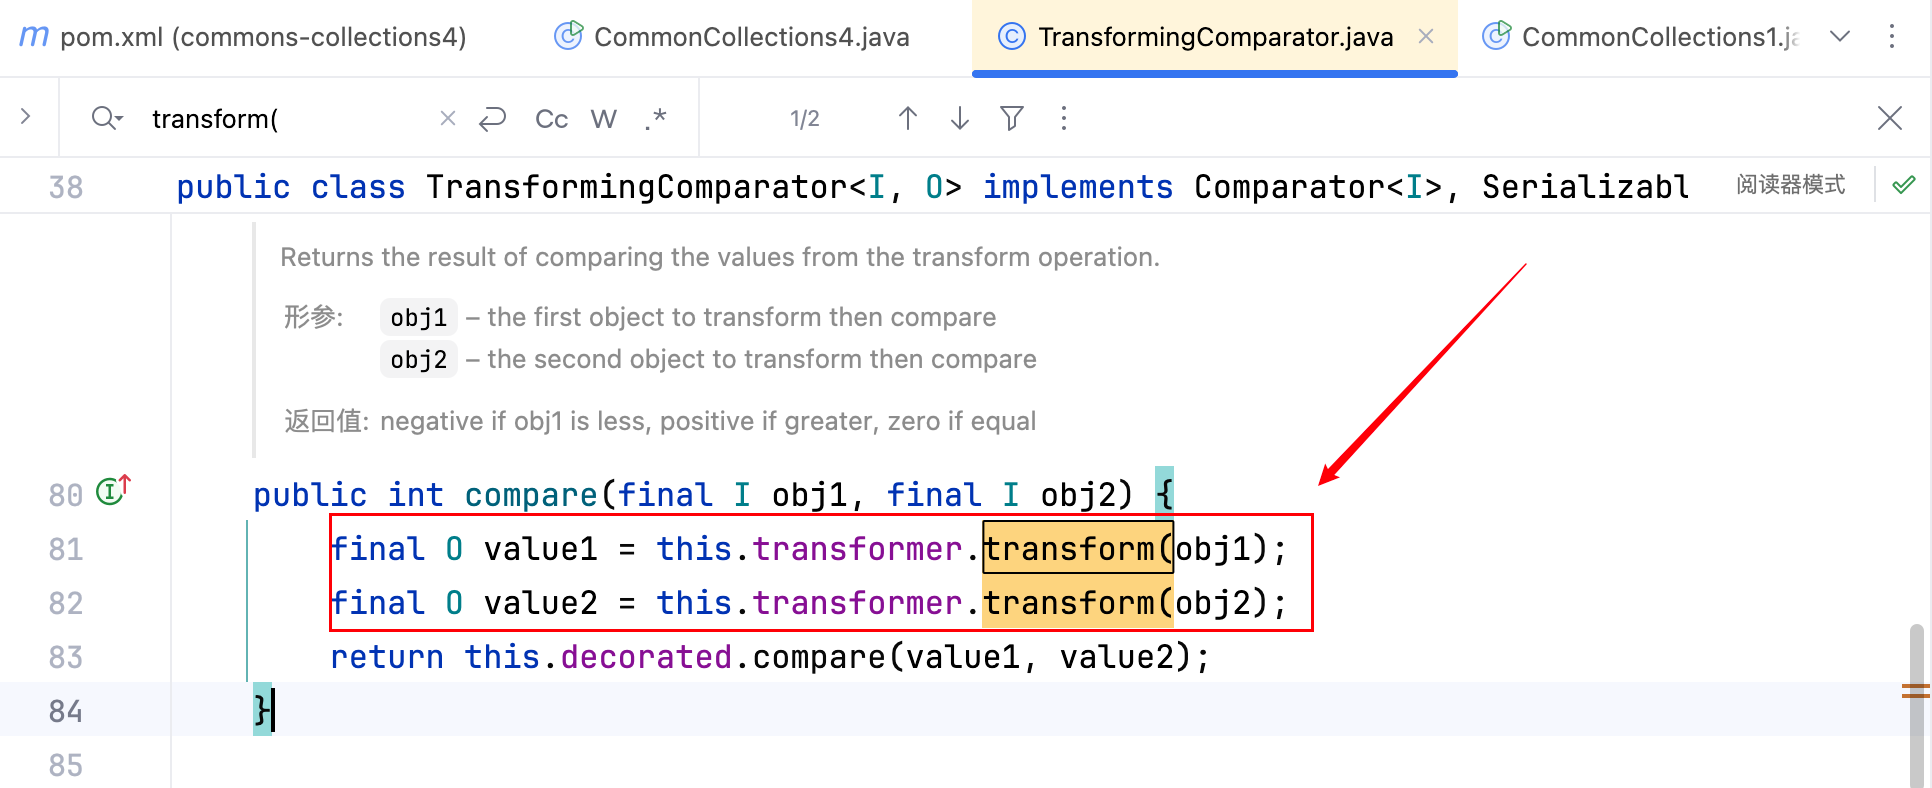 m pom.xml (commons-collections4) CommonCollections4.java TransformingComparator.java CommonCollections1.ja
transform( Cc W .* 1/2
38 public class TransformingComparator<I, O> implements Comparator<I>, Serializabl 阅读器模式
Returns the result of comparing the values from the transform operation.
形参: obj1 – the first object to transform then compare
obj2 – the second object to transform then compare
返回值: negative if obj1 is less, positive if greater, zero if equal
80 public int compare(final I obj1, final I obj2) {
81 final O value1 = this.transformer.transform(obj1);
82 final O value2 = this.transformer.transform(obj2);
83 return this.decorated.compare(value1, value2);
84 }
85